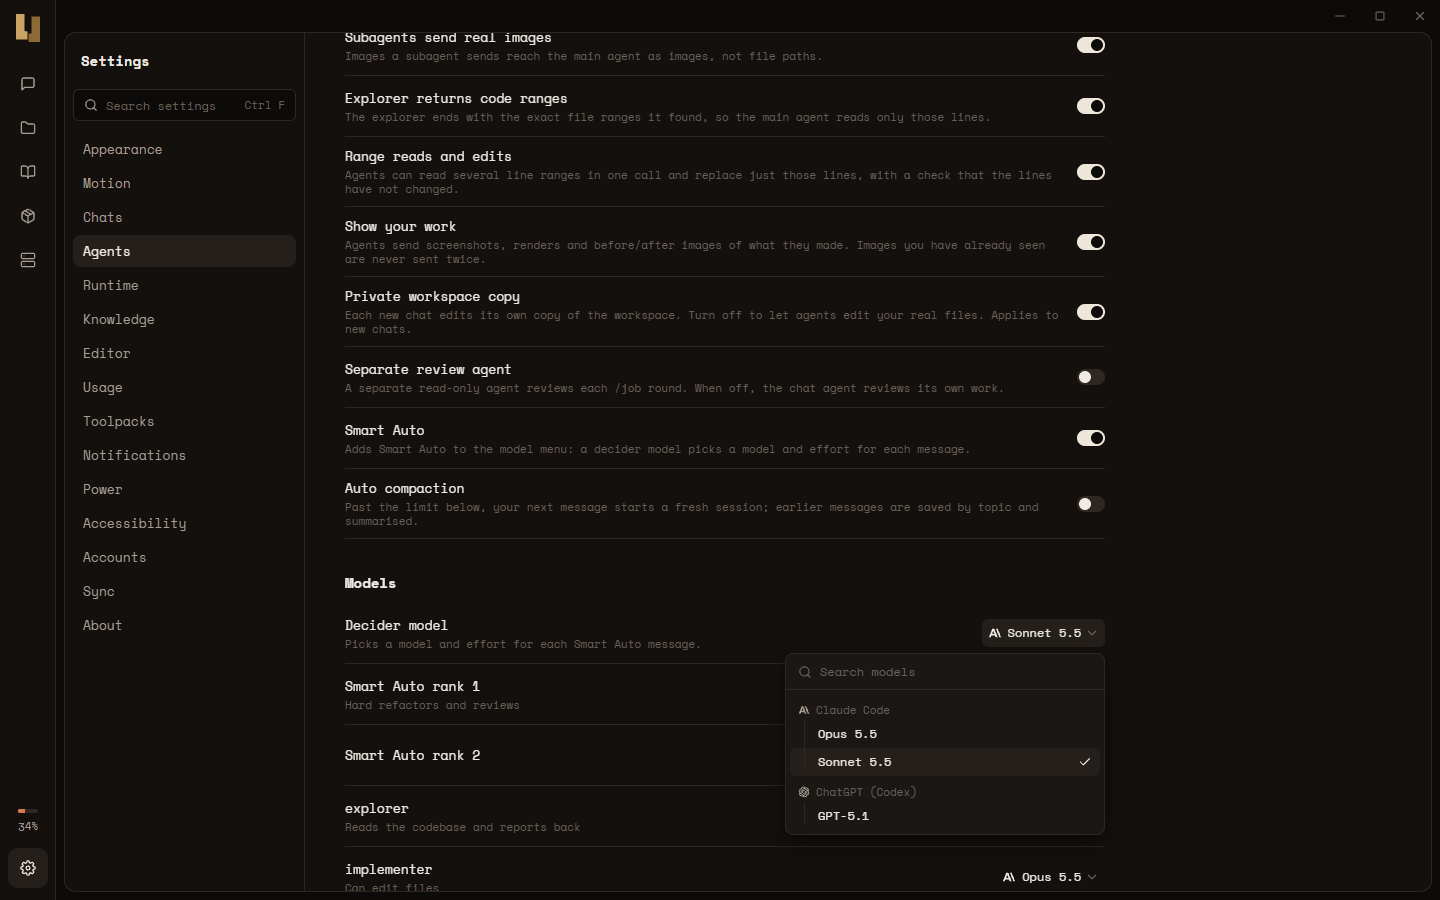 Settings
Search settings Ctrl F
Appearance
Motion
Chats
Agents
Runtime
Knowledge
Editor
Usage
Toolpacks
Notifications
Power
Accessibility
Accounts
Sync
About
34%
Subagents send real images
Images a subagent sends reach the main agent as images, not file paths.
Explorer returns code ranges
The explorer ends with the exact file ranges it found, so the main agent reads only those lines.
Range reads and edits
Agents can read several line ranges in one call and replace just those lines, with a check that the lines
have not changed.
Show your work
Agents send screenshots, renders and before/after images of what they made. Images you have already seen
are never sent twice.
Private workspace copy
Each new chat edits its own copy of the workspace. Turn off to let agents edit your real files. Applies to
new chats.
Separate review agent
A separate read-only agent reviews each /job round. When off, the chat agent reviews its own work.
Smart Auto
Adds Smart Auto to the model menu: a decider model picks a model and effort for each message.
Auto compaction
Past the limit below, your next message starts a fresh session; earlier messages are saved by topic and
summarised.
Models
Decider model
Picks a model and effort for each Smart Auto message.
Sonnet 5.5
Search models
Claude Code
Opus 5.5
Sonnet 5.5
ChatGPT (Codex)
GPT-5.1
Smart Auto rank 1
Hard refactors and reviews
Smart Auto rank 2
explorer
Reads the codebase and reports back
implementer
Can edit files
Opus 5.5